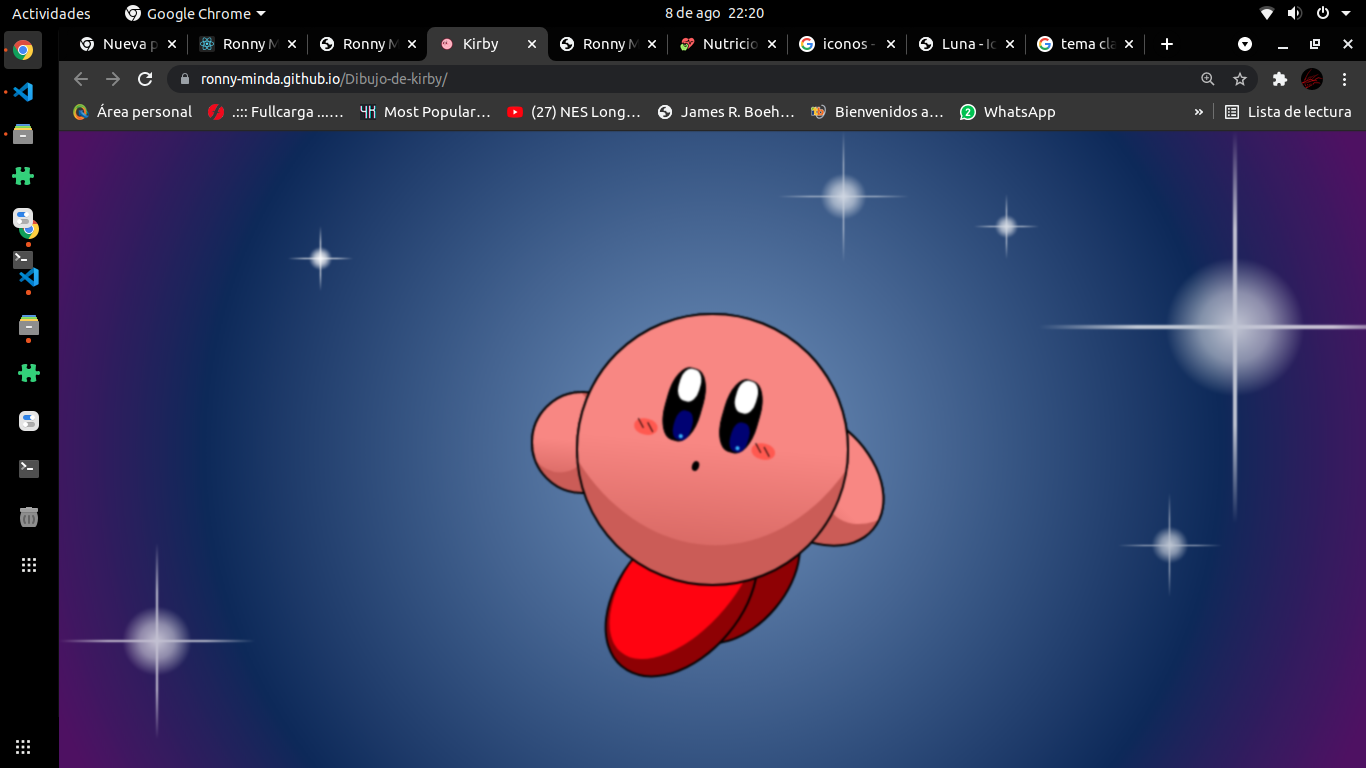 Actividades Google Chrome 8 de ago 22:20
Nueva p Ronny M Ronny M Kirby Ronny M Nutricio iconos - Luna - Ic tema cla
ronny-minda.github.io/Dibujo-de-kirby/
Área personal .::: Fullcarga ...... Most Popular... (27) NES Long... James R. Boeh... Bienvenidos a... WhatsApp » Lista de lectura